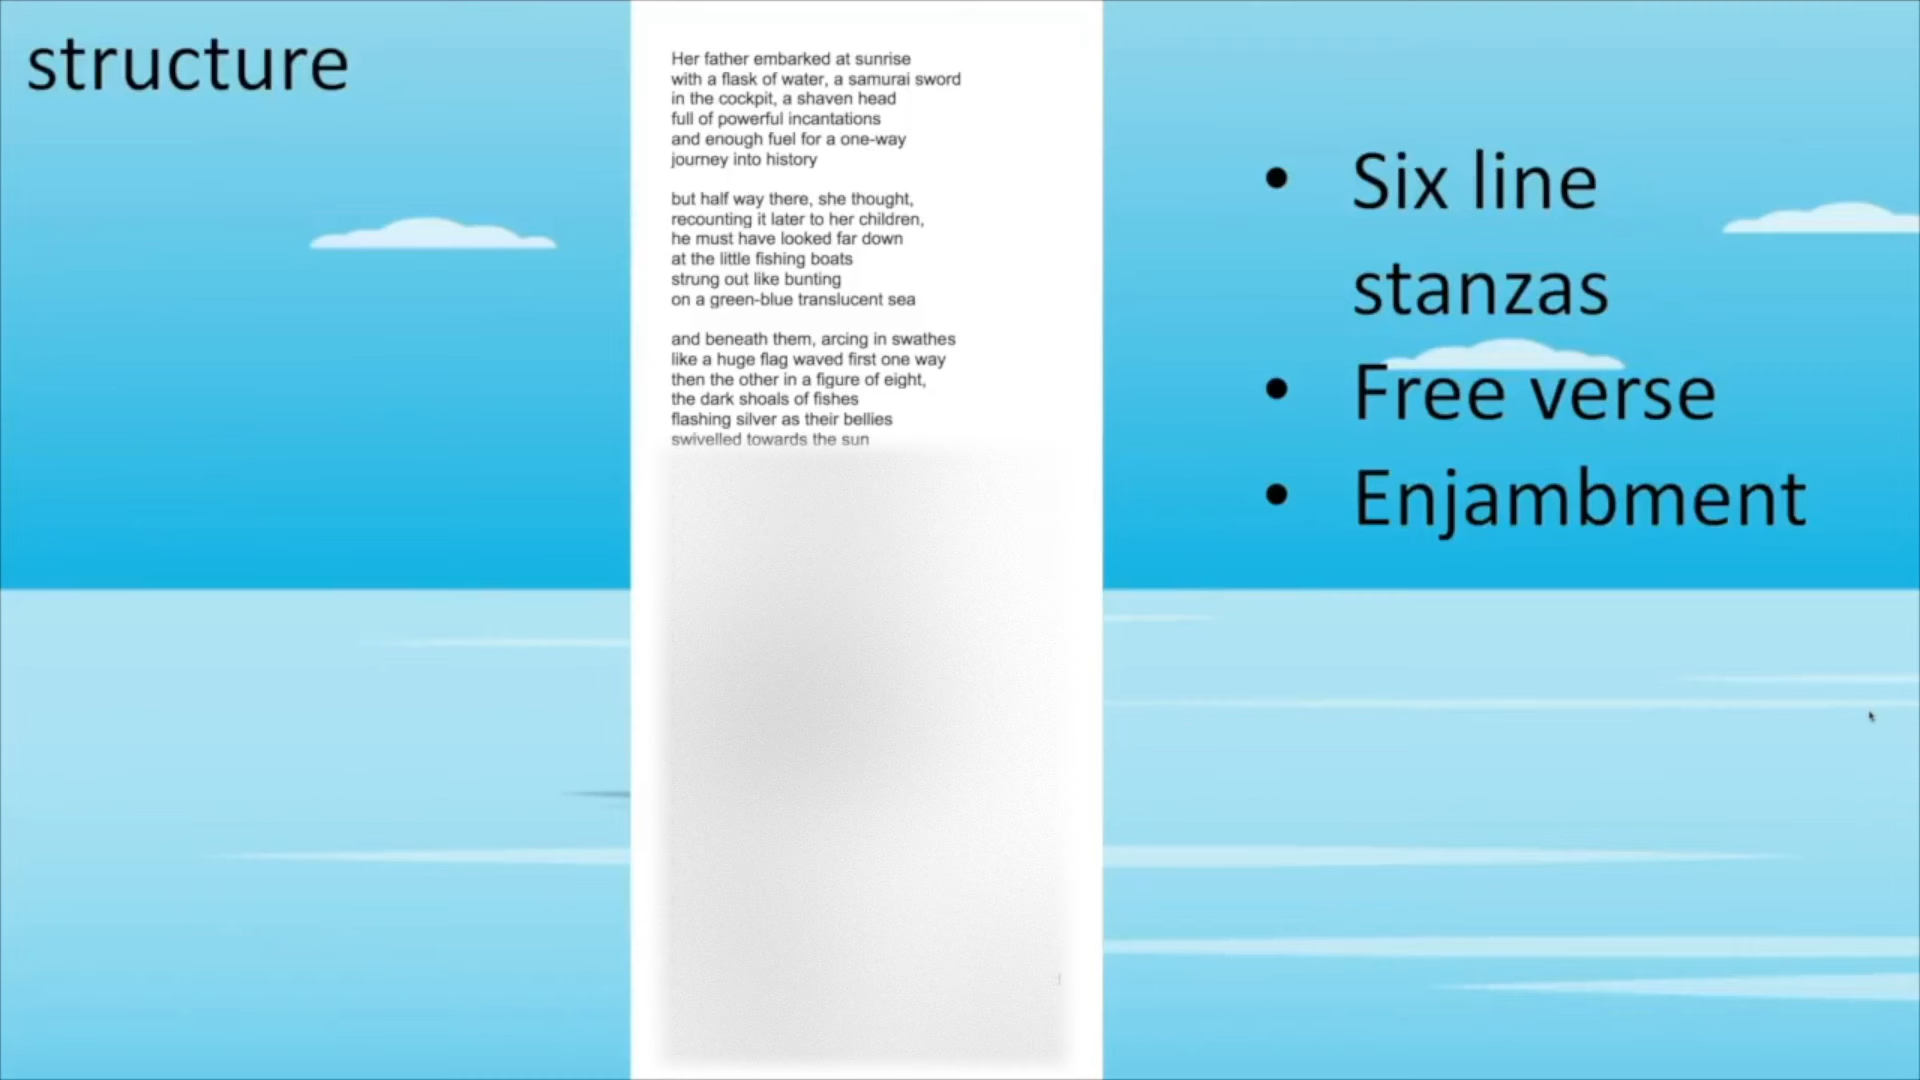 structure
Her father embarked at sunrise
with a flask of water, a samurai sword
in the cockpit, a shaven head
full of powerful incantations
and enough fuel for a one-way
journey into history
but half way there, she thought,
recounting it later to her children,
he must have looked far down
at the little fishing boats
strung out like bunting
on a green-blue translucent sea
and beneath them, arcing in swathes
like a huge flag waved first one way
then the other in a figure of eight,
the dark shoals of fishes
flashing silver as their bellies
swivelled towards the sun
• Six line
stanzas
• Free verse
• Enjambment